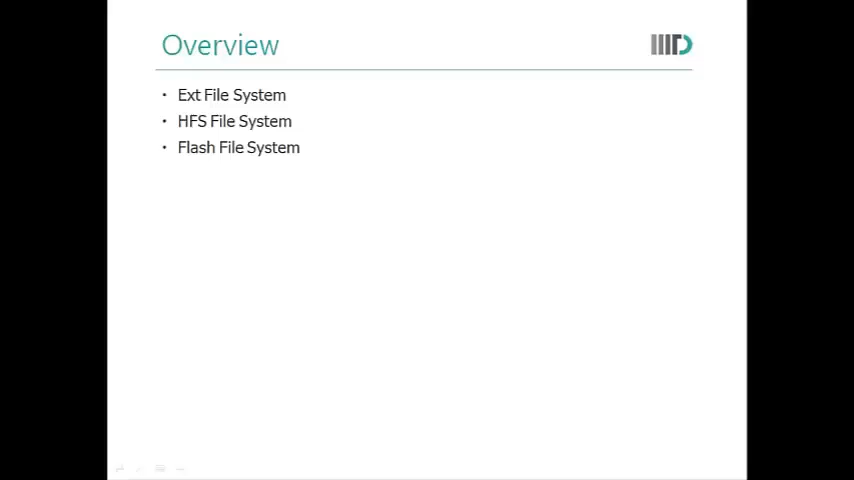 Overview
• Ext File System
• HFS File System
• Flash File System